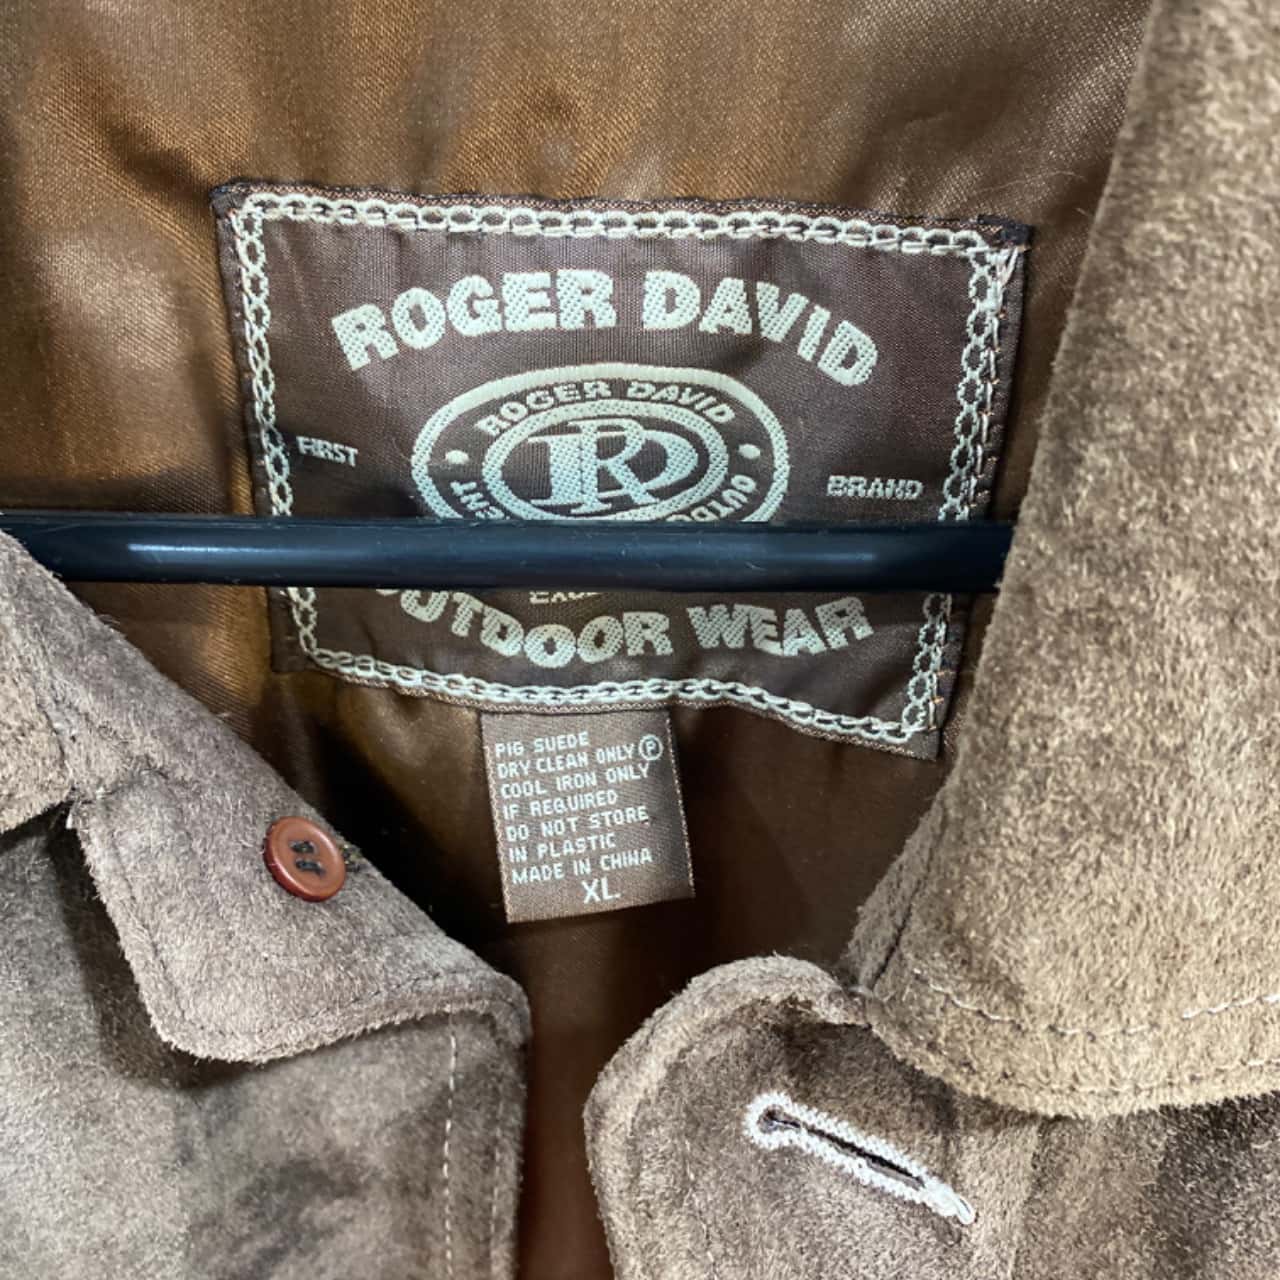 ROGER DAVID
ROGER DAVID
RD
FIRST
BRAND
OUTDOOR WEAR
PIG SUEDE
DRY CLEAN ONLY Ⓟ
COOL IRON ONLY
IF REQUIRED
DO NOT STORE
IN PLASTIC
MADE IN CHINA
XL